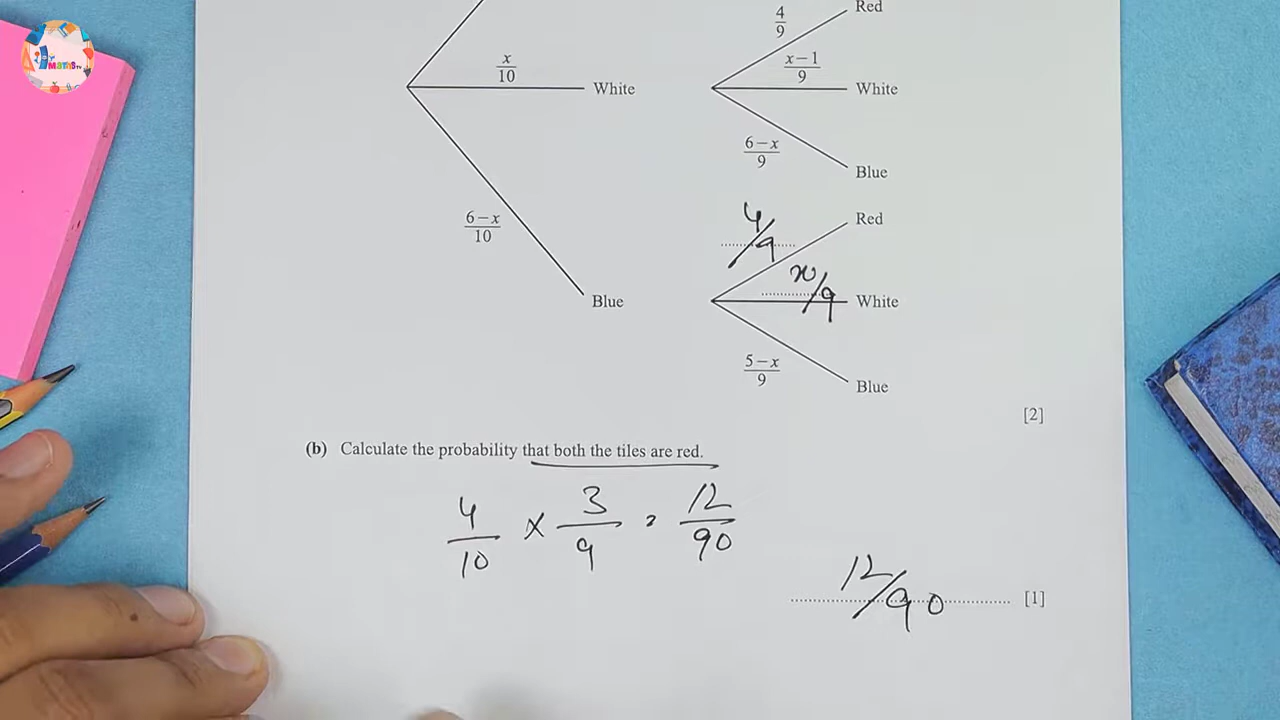 MATHS TV
4/9 Red
x/10 White
x − 1/9 White
6 − x/9 Blue
6 − x/10 Blue
4/9 Red
x/9 White
5 − x/9 Blue
[2]
(b) Calculate the probability that both the tiles are red.
4/10 × 3/9 = 12/90
12/90 [1]